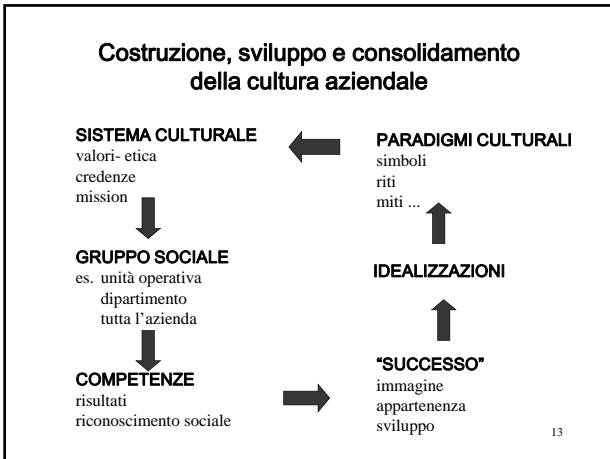 Costruzione, sviluppo e consolidamento
della cultura aziendale
SISTEMA CULTURALE
valori- etica
credenze
mission
GRUPPO SOCIALE
es. unità operativa
dipartimento
tutta l'azienda
COMPETENZE
risultati
riconoscimento sociale
"SUCCESSO"
immagine
appartenenza
sviluppo
IDEALIZZAZIONI
PARADIGMI CULTURALI
simboli
riti
miti ...
13